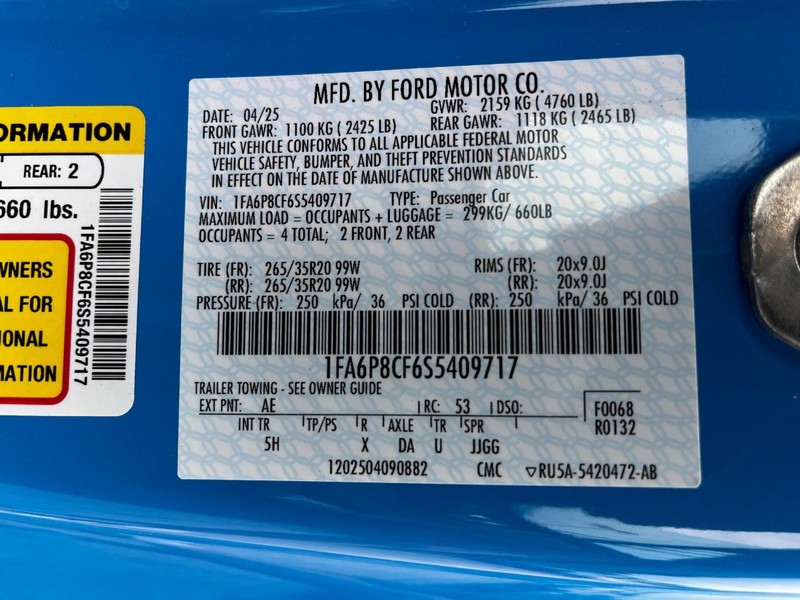 ORMATION
REAR: 2
660 lbs.
WNERS
AL FOR
IONAL
MATION
1FA6P8CF6S5409717
MFD. BY FORD MOTOR CO.
DATE: 04/25 GVWR: 2159 KG ( 4760 LB)
FRONT GAWR: 1100 KG ( 2425 LB) REAR GAWR: 1118 KG ( 2465 LB)
THIS VEHICLE CONFORMS TO ALL APPLICABLE FEDERAL MOTOR
VEHICLE SAFETY, BUMPER, AND THEFT PREVENTION STANDARDS
IN EFFECT ON THE DATE OF MANUFACTURE SHOWN ABOVE.
VIN: 1FA6P8CF6S5409717 TYPE: Passenger Car
MAXIMUM LOAD = OCCUPANTS + LUGGAGE = 299KG/ 660LB
OCCUPANTS = 4 TOTAL; 2 FRONT, 2 REAR
TIRE (FR): 265/35R20 99W RIMS (FR): 20x9.0J
(RR): 265/35R20 99W (RR): 20x9.0J
PRESSURE (FR): 250 kPa/ 36 PSI COLD (RR): 250 kPa/ 36 PSI COLD
1FA6P8CF6S5409717
TRAILER TOWING - SEE OWNER GUIDE
EXT PNT: AE RC: 53 DSO: F0068
R0132
INT TR TP/PS R AXLE TR SPR
5H X DA U JJGG
1202504090882 CMC ▽RU5A-5420472-AB